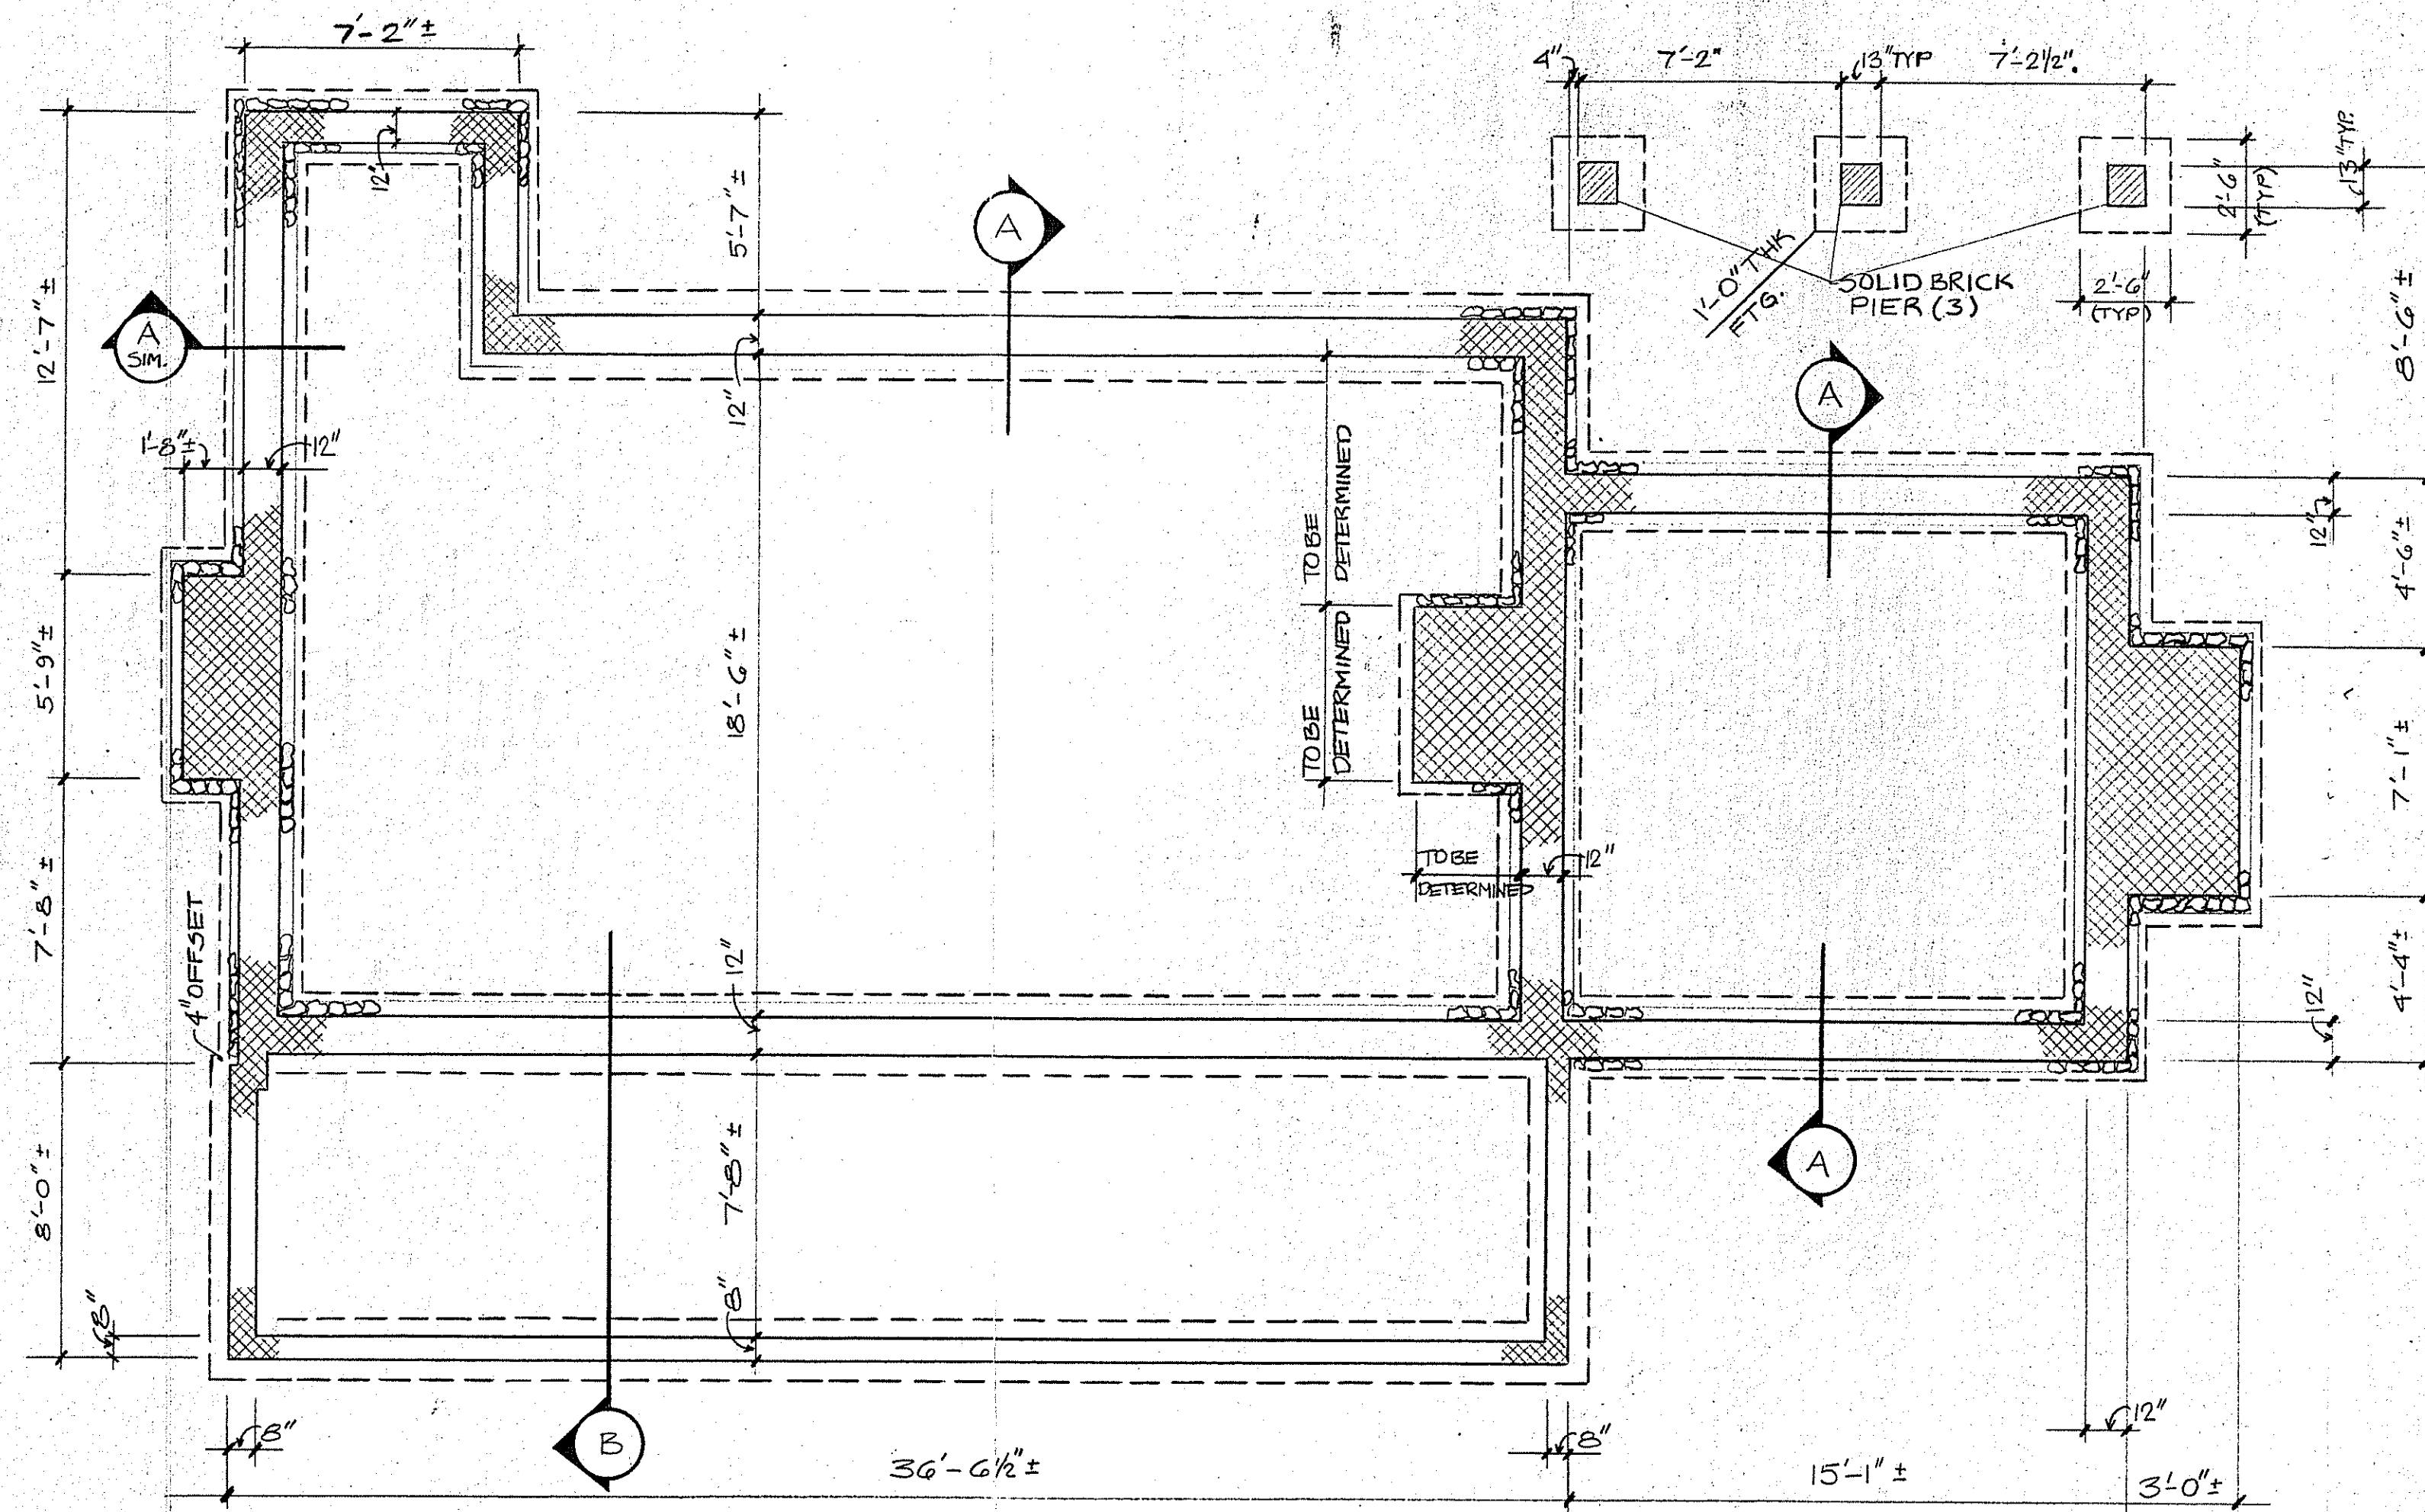 7'-2"±
4"
7'-2"
13" TYP
7'-2½".
12"
5'-7"±
A
2'-6"
(TYP)
13" TYP.
1'-0" THK
FTG.
SOLID BRICK
PIER (3)
2'-6"
(TYP)
12'-7"±
A
SIM.
8'-6"±
A
12"
1'-8"±
12"
TO BE
DETERMINED
12"
4'-6"±
5'-9"±
18'-6"±
TO BE
DETERMINED
7'-1"±
TO BE
DETERMINED
12"
7'-8"±
4" OFFSET
12"
12"
4'-4"±
8'-0"±
7'-8"±
A
8"
8"
8"
B
8"
12"
36'-6½"±
15'-1"±
3'-0"±